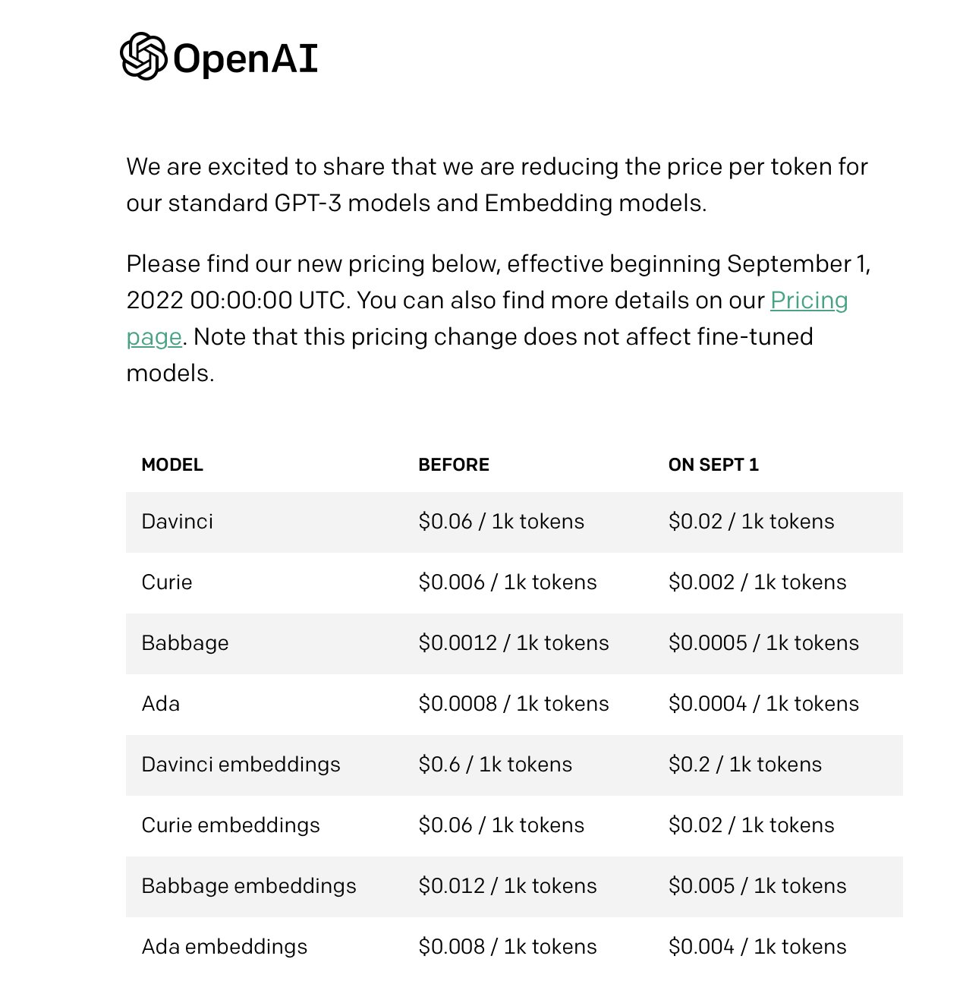 OpenAI
We are excited to share that we are reducing the price per token for
our standard GPT-3 models and Embedding models.
Please find our new pricing below, effective beginning September 1,
2022 00:00:00 UTC. You can also find more details on our Pricing
page. Note that this pricing change does not affect fine-tuned
models.
MODEL BEFORE ON SEPT 1
Davinci $0.06 / 1k tokens $0.02 / 1k tokens
Curie $0.006 / 1k tokens $0.002 / 1k tokens
Babbage $0.0012 / 1k tokens $0.0005 / 1k tokens
Ada $0.0008 / 1k tokens $0.0004 / 1k tokens
Davinci embeddings $0.6 / 1k tokens $0.2 / 1k tokens
Curie embeddings $0.06 / 1k tokens $0.02 / 1k tokens
Babbage embeddings $0.012 / 1k tokens $0.005 / 1k tokens
Ada embeddings $0.008 / 1k tokens $0.004 / 1k tokens